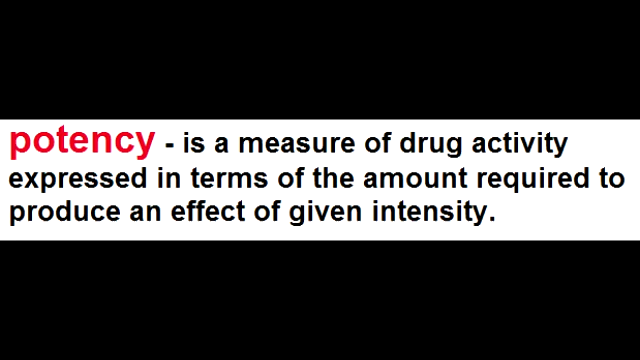 potency - is a measure of drug activity
expressed in terms of the amount required to
produce an effect of given intensity.